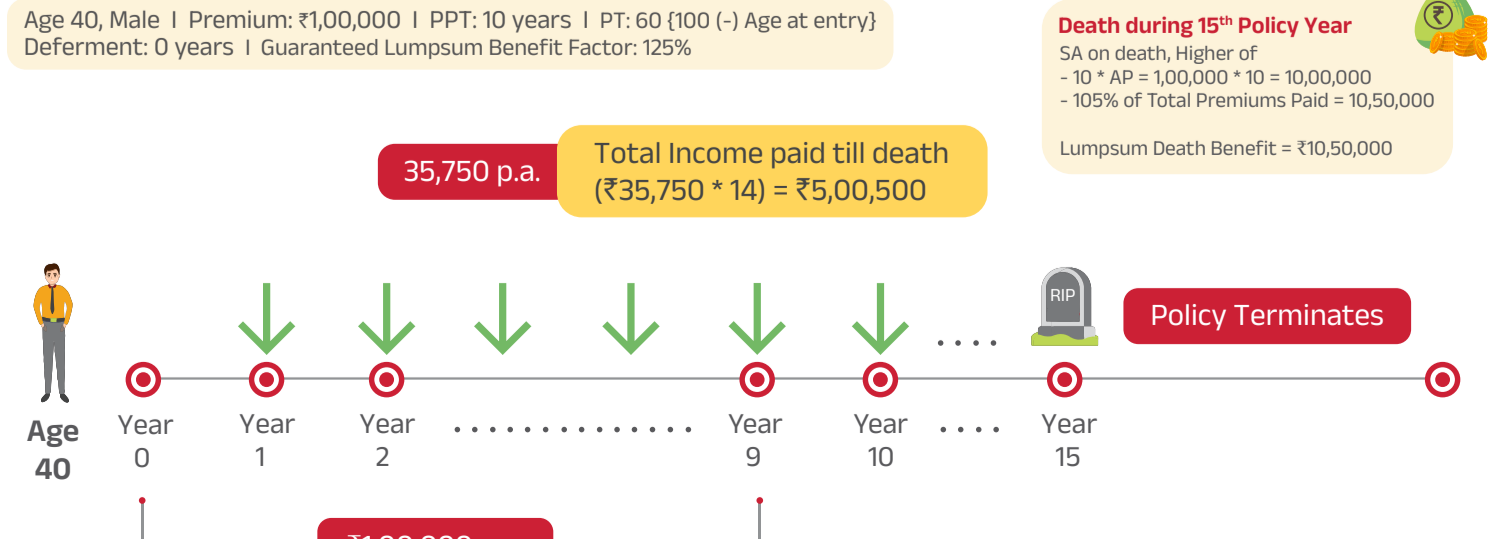 Age 40, Male I Premium: ₹1,00,000 I PPT: 10 years I PT: 60 {100 (-) Age at entry}
Deferment: 0 years I Guaranteed Lumpsum Benefit Factor: 125%
Death during 15th Policy Year
SA on death, Higher of
- 10 * AP = 1,00,000 * 10 = 10,00,000
- 105% of Total Premiums Paid = 10,50,000
Lumpsum Death Benefit = ₹10,50,000
₹
35,750 p.a.
Total Income paid till death
(₹35,750 * 14) = ₹5,00,500
RIP
Policy Terminates
Age
40
Year
0
Year
1
Year
2
..............
Year
9
Year
10
....
Year
15